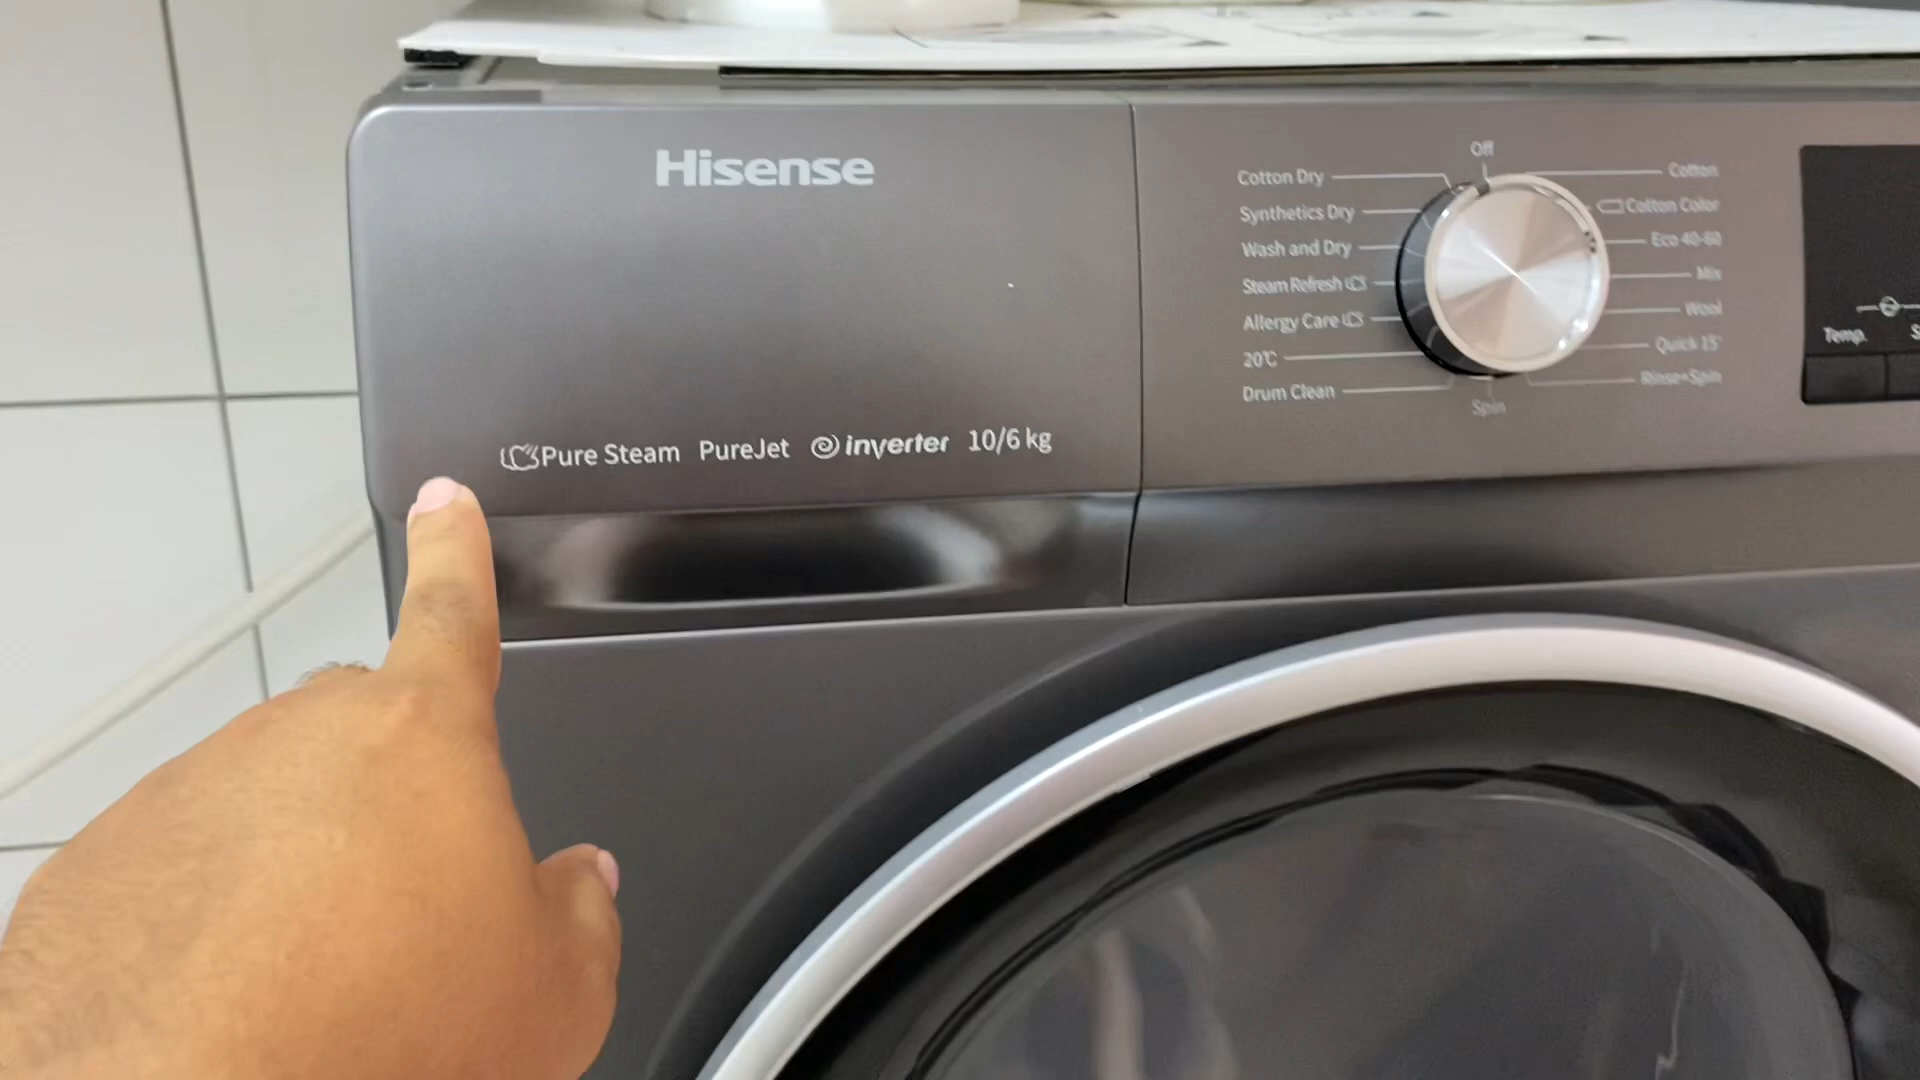 Hisense
Pure Steam PureJet inverter 10/6 kg
Off
Cotton Dry
Synthetics Dry
Wash and Dry
Steam Refresh
Allergy Care
20℃
Drum Clean
Cotton
Cotton Color
Eco 40-60
Mix
Wool
Quick 15'
Rinse+Spin
Spin
Temp.